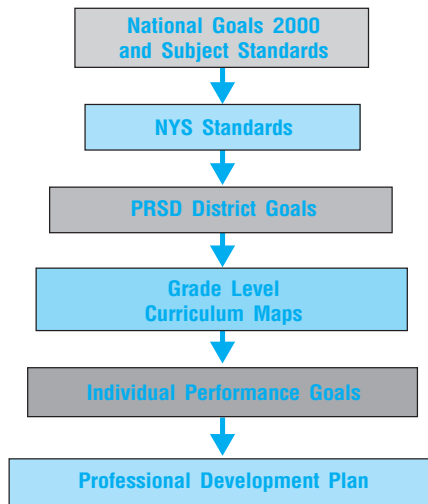 National Goals 2000
and Subject Standards
NYS Standards
PRSD District Goals
Grade Level
Curriculum Maps
Individual Performance Goals
Professional Development Plan